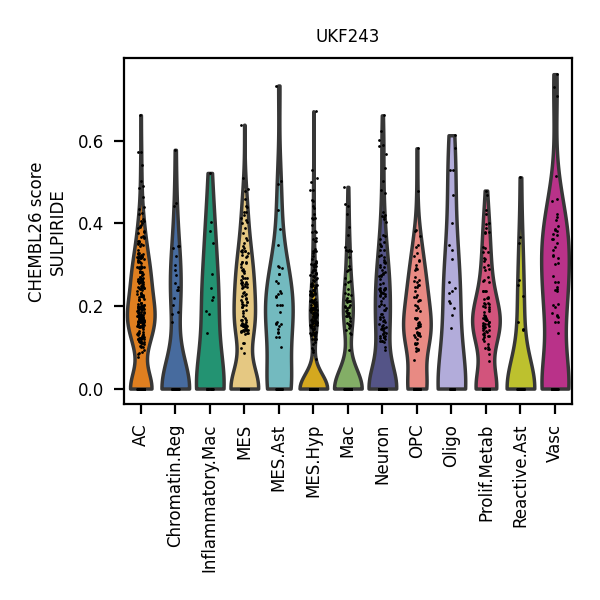 UKF243
CHEMBL26 score
SULPIRIDE
0.6
0.4
0.2
0.0
AC
Chromatin.Reg
Inflammatory.Mac
MES
MES.Ast
MES.Hyp
Mac
Neuron
OPC
Oligo
Prolif.Metab
Reactive.Ast
Vasc